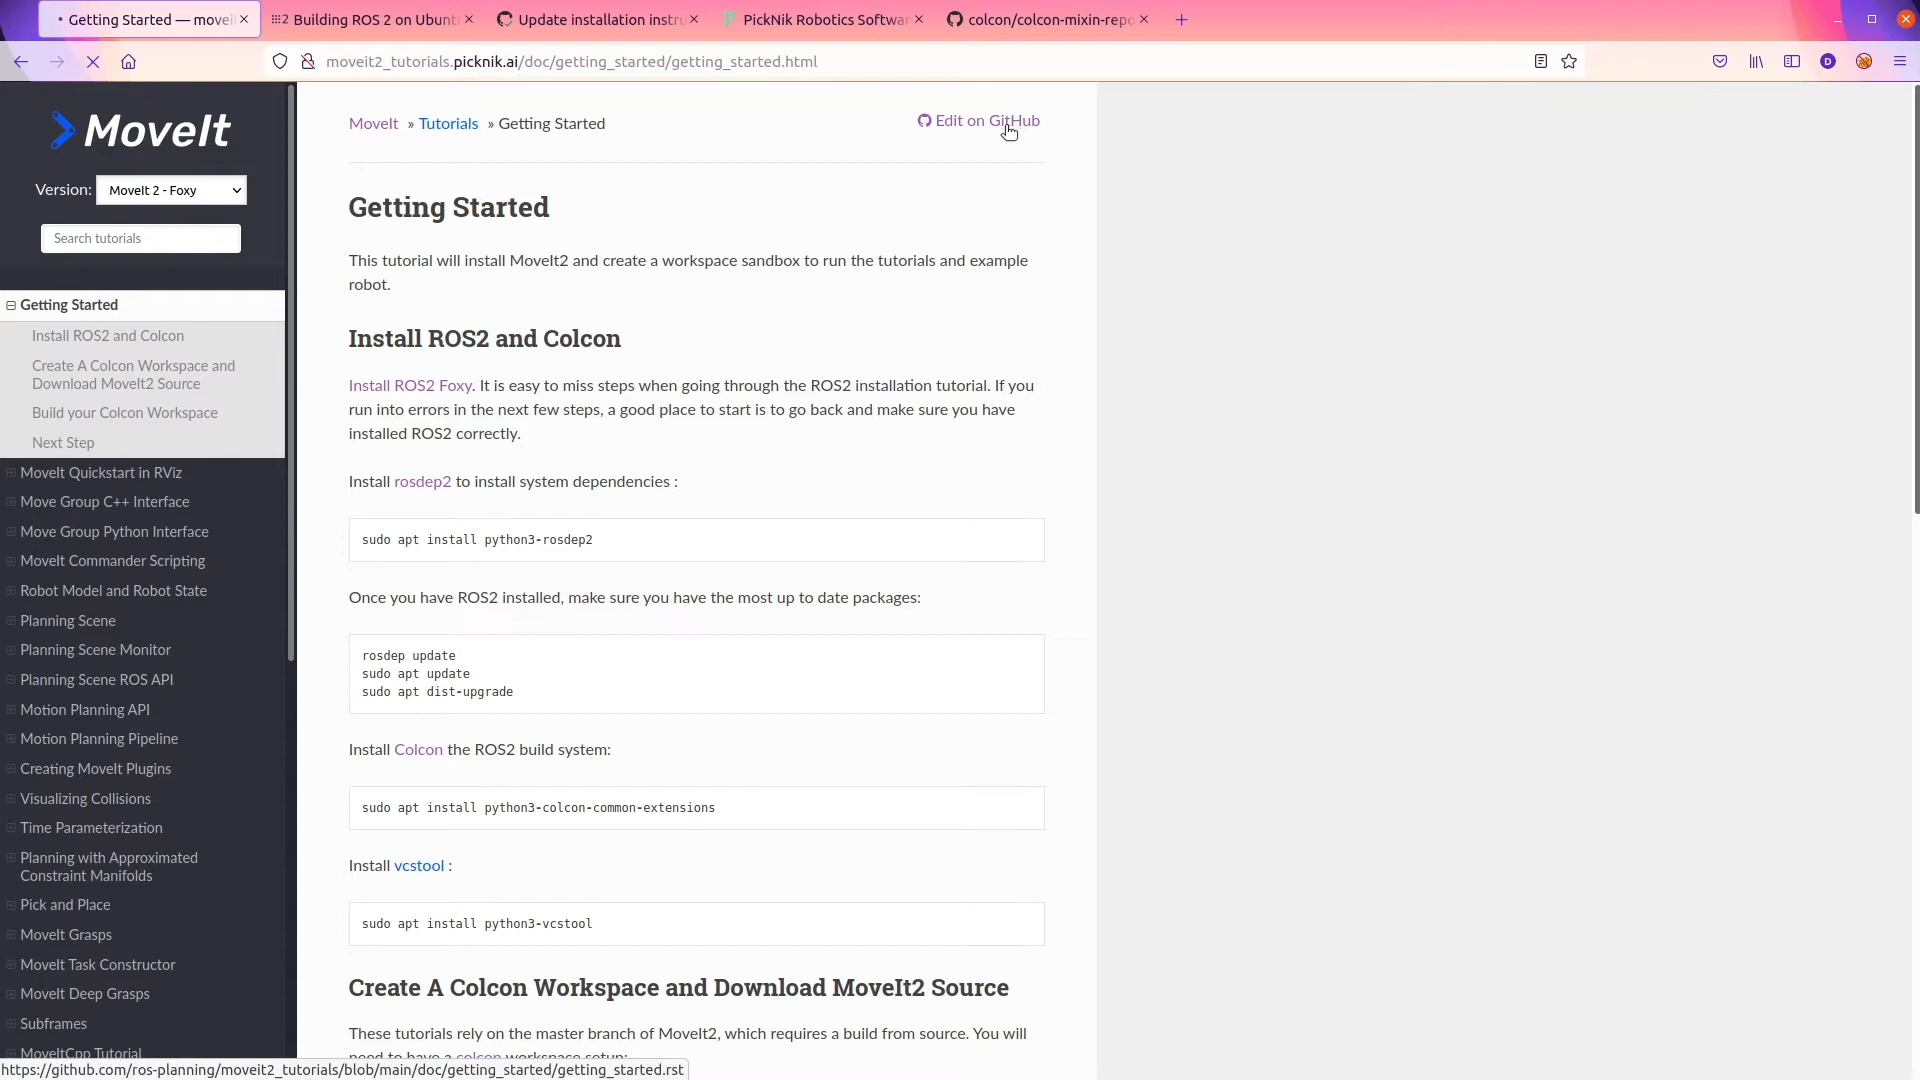 Getting Started — movei
Building ROS 2 on Ubunt
Update installation instru
PickNik Robotics Softwar
colcon/colcon-mixin-repo
moveit2_tutorials.picknik.ai/doc/getting_started/getting_started.html
MoveIt
Version: MoveIt 2 - Foxy
Search tutorials
Getting Started
Install ROS2 and Colcon
Create A Colcon Workspace and
Download MoveIt2 Source
Build your Colcon Workspace
Next Step
MoveIt Quickstart in RViz
Move Group C++ Interface
Move Group Python Interface
MoveIt Commander Scripting
Robot Model and Robot State
Planning Scene
Planning Scene Monitor
Planning Scene ROS API
Motion Planning API
Motion Planning Pipeline
Creating MoveIt Plugins
Visualizing Collisions
Time Parameterization
Planning with Approximated
Constraint Manifolds
Pick and Place
MoveIt Grasps
MoveIt Task Constructor
MoveIt Deep Grasps
Subframes
MoveItCpp Tutorial
MoveIt » Tutorials » Getting Started
Edit on GitHub
Getting Started
This tutorial will install MoveIt2 and create a workspace sandbox to run the tutorials and example
robot.
Install ROS2 and Colcon
Install ROS2 Foxy. It is easy to miss steps when going through the ROS2 installation tutorial. If you
run into errors in the next few steps, a good place to start is to go back and make sure you have
installed ROS2 correctly.
Install rosdep2 to install system dependencies :
sudo apt install python3-rosdep2
Once you have ROS2 installed, make sure you have the most up to date packages:
rosdep update
sudo apt update
sudo apt dist-upgrade
Install Colcon the ROS2 build system:
sudo apt install python3-colcon-common-extensions
Install vcstool :
sudo apt install python3-vcstool
Create A Colcon Workspace and Download MoveIt2 Source
These tutorials rely on the master branch of MoveIt2, which requires a build from source. You will
need to have a colcon workspace setup:
https://github.com/ros-planning/moveit2_tutorials/blob/main/doc/getting_started/getting_started.rst